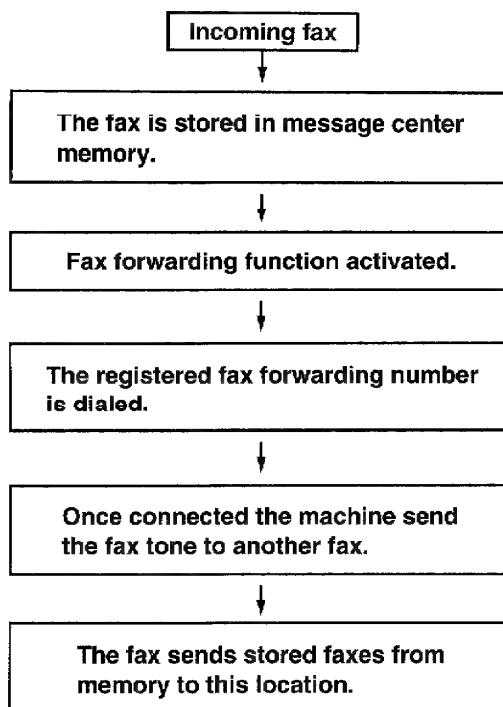 Incoming fax
The fax is stored in message center
memory.
Fax forwarding function activated.
The registered fax forwarding number
is dialed.
Once connected the machine send
the fax tone to another fax.
The fax sends stored faxes from
memory to this location.